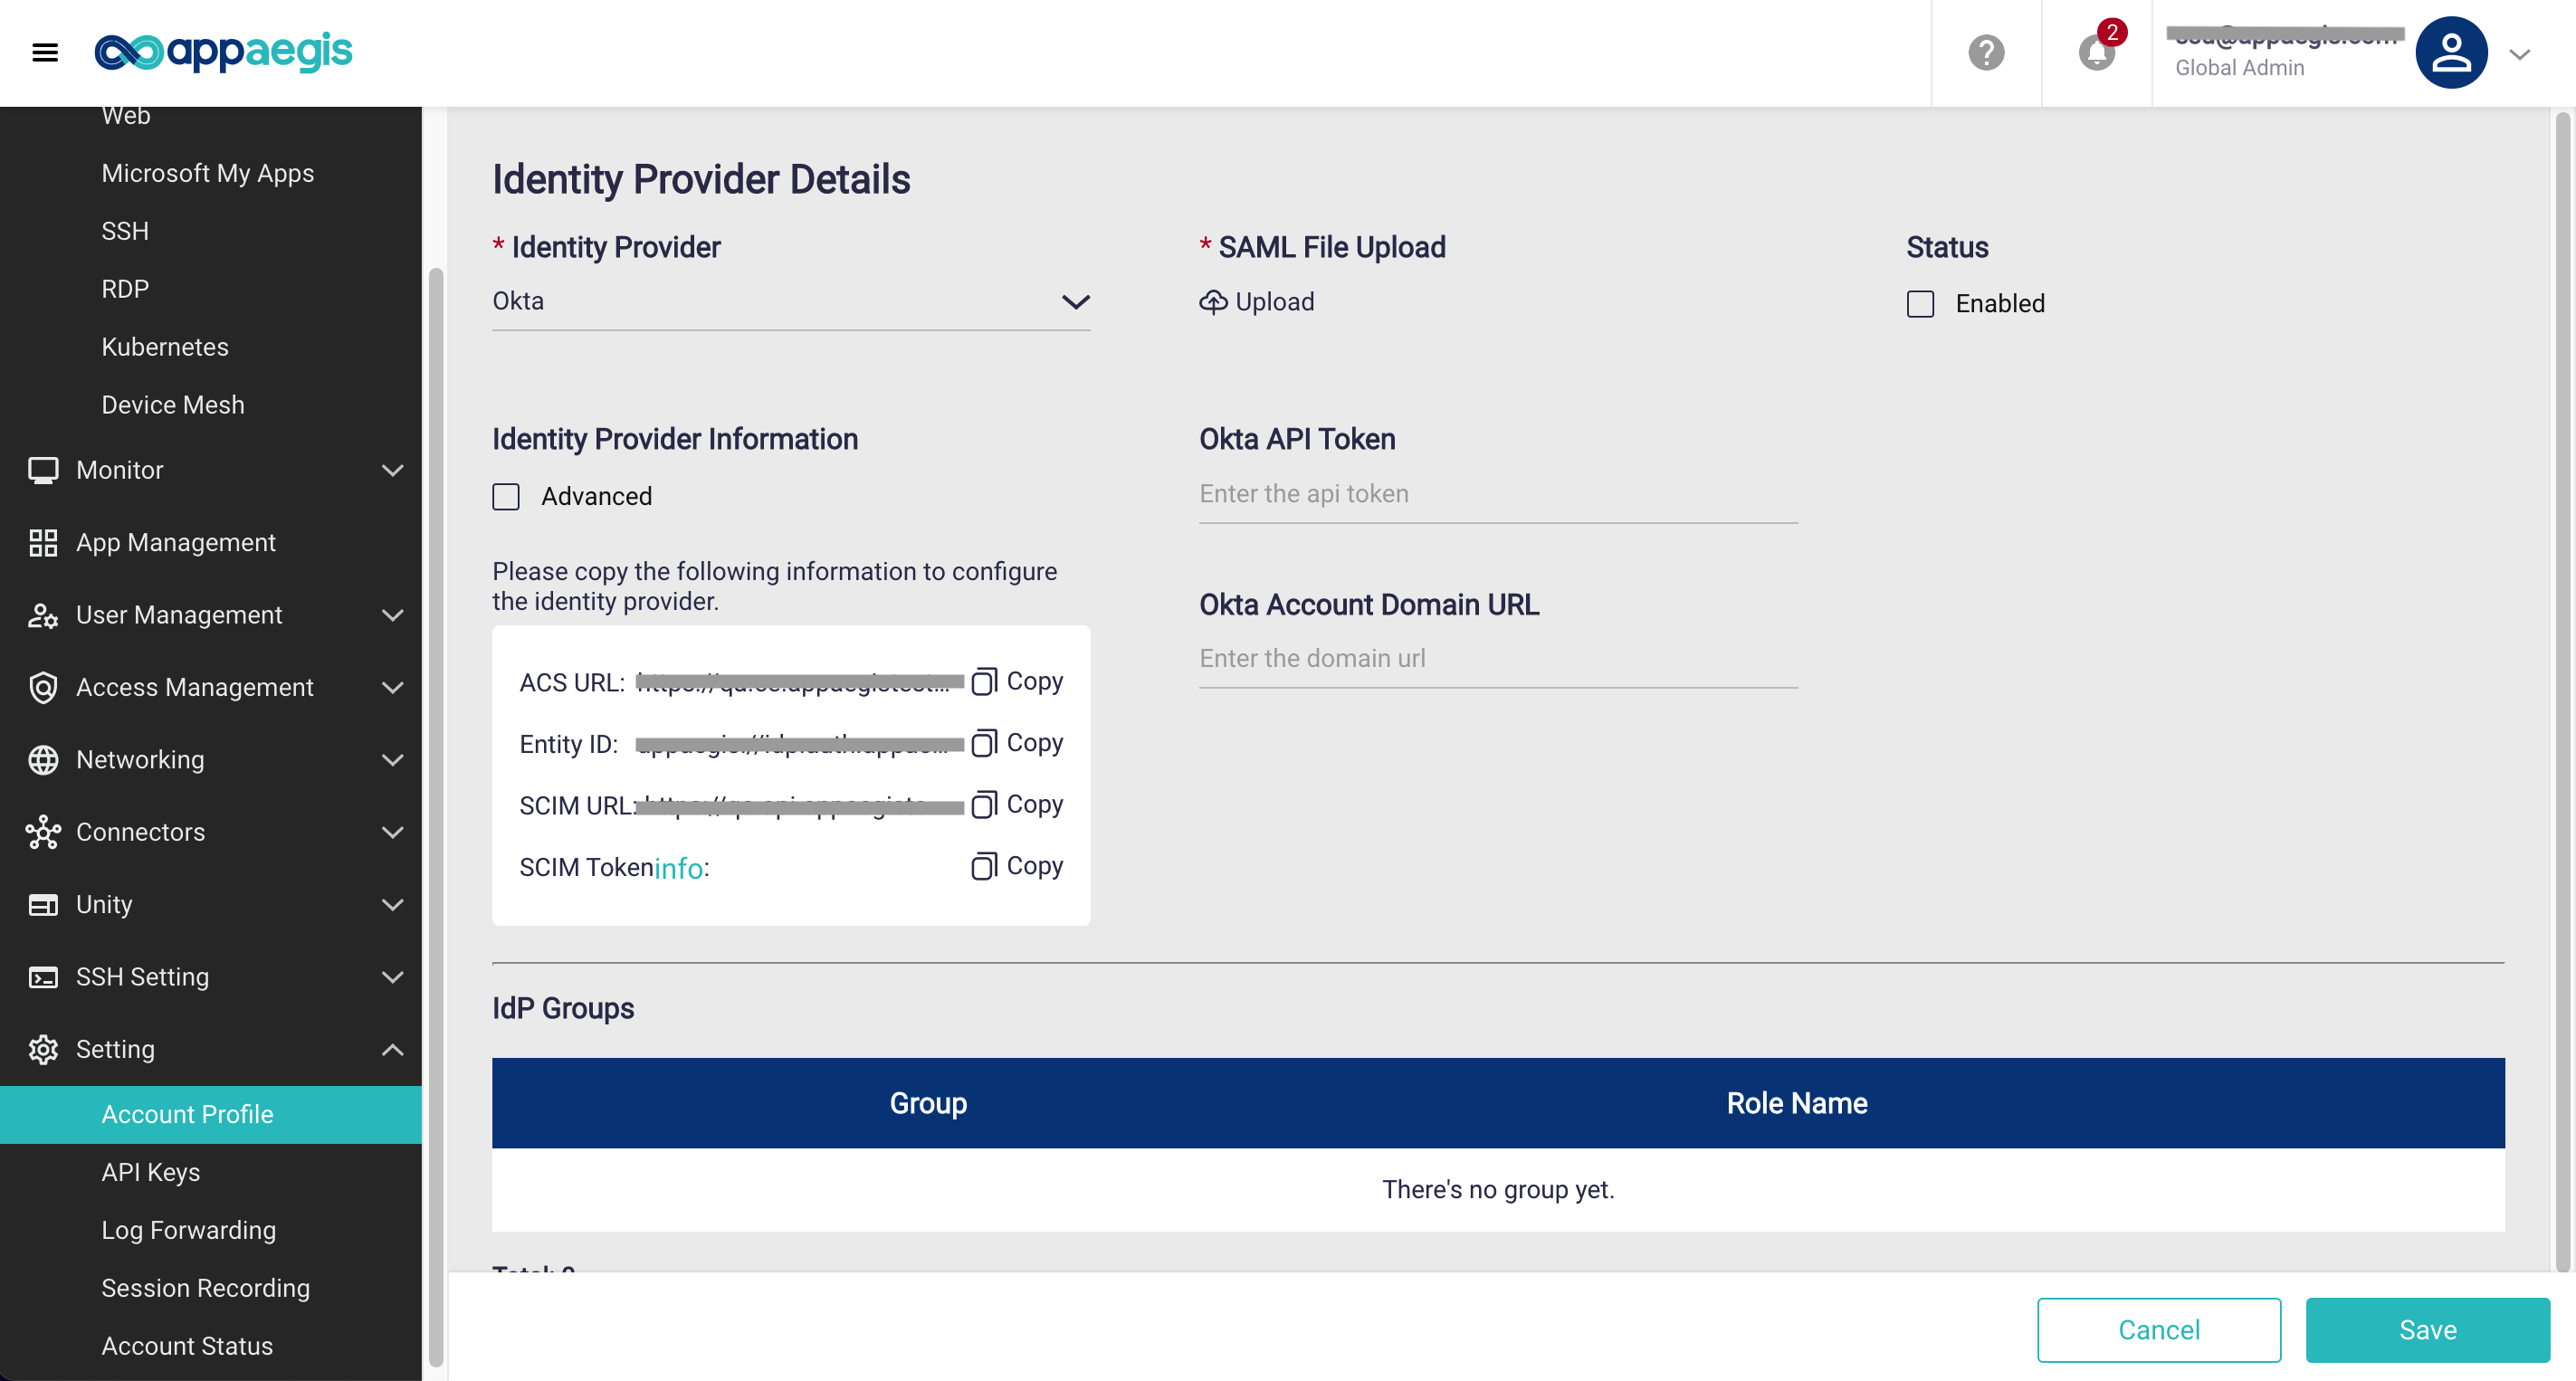 appaegis
2
Global Admin
Web
Microsoft My Apps
SSH
RDP
Kubernetes
Device Mesh
Monitor
App Management
User Management
Access Management
Networking
Connectors
Unity
SSH Setting
Setting
Account Profile
API Keys
Log Forwarding
Session Recording
Account Status
Identity Provider Details
* Identity Provider
Okta
* SAML File Upload
Upload
Status
Enabled
Identity Provider Information
Advanced
Okta API Token
Enter the api token
Please copy the following information to configure
the identity provider.
Okta Account Domain URL
Enter the domain url
ACS URL: Copy
Entity ID: Copy
SCIM URL: Copy
SCIM Tokeninfo: Copy
IdP Groups
Group Role Name
There's no group yet.
Total: 0
Cancel Save